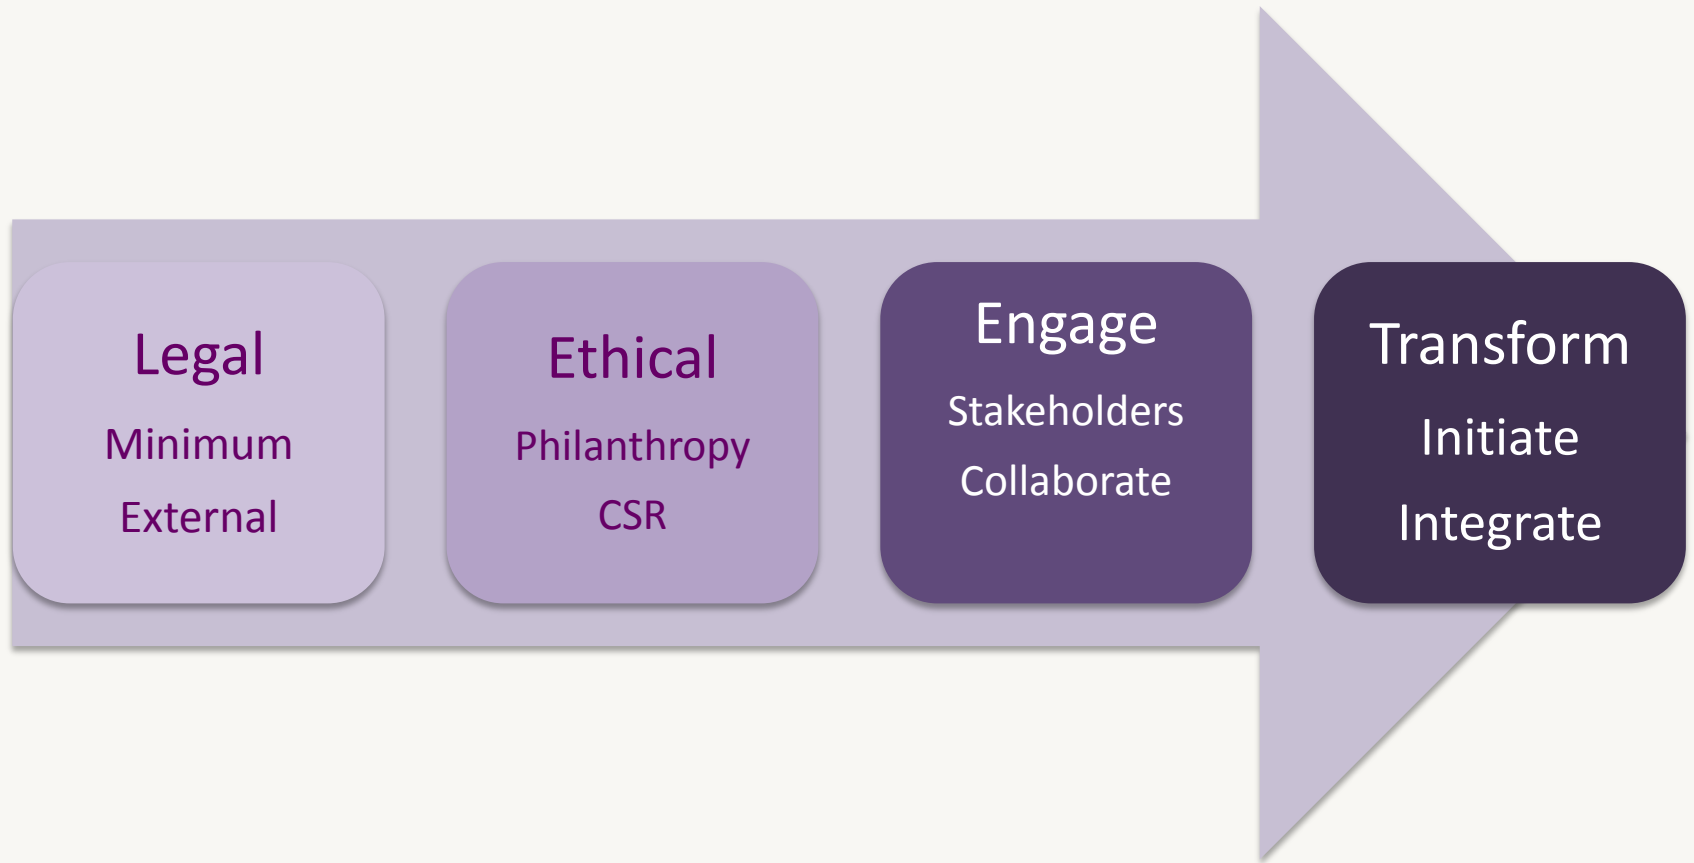 Legal
Minimum
External
Ethical
Philanthropy
CSR
Engage
Stakeholders
Collaborate
Transform
Initiate
Integrate